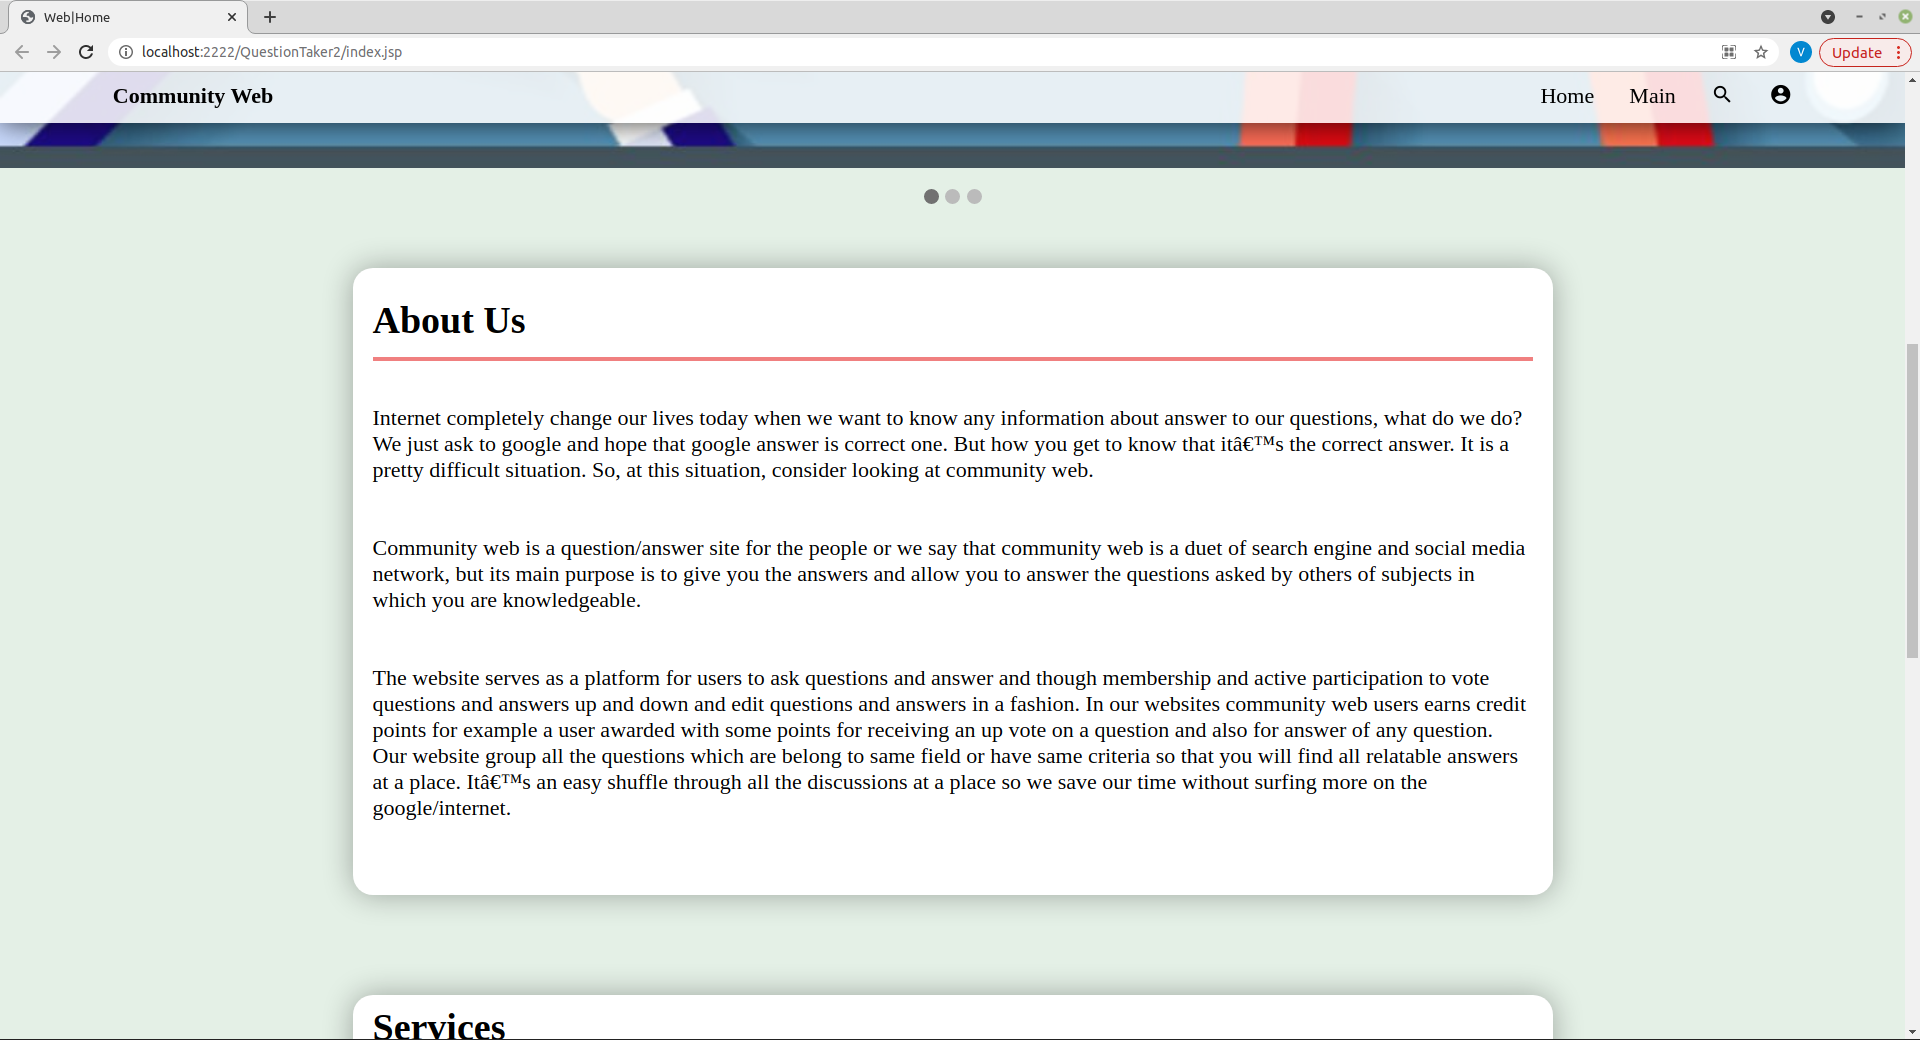 Web|Home
localhost:2222/QuestionTaker2/index.jsp
V
Update
Community Web
Home
Main
About Us
Internet completely change our lives today when we want to know any information about answer to our questions, what do we do?
We just ask to google and hope that google answer is correct one. But how you get to know that itâ€™s the correct answer. It is a
pretty difficult situation. So, at this situation, consider looking at community web.
Community web is a question/answer site for the people or we say that community web is a duet of search engine and social media
network, but its main purpose is to give you the answers and allow you to answer the questions asked by others of subjects in
which you are knowledgeable.
The website serves as a platform for users to ask questions and answer and though membership and active participation to vote
questions and answers up and down and edit questions and answers in a fashion. In our websites community web users earns credit
points for example a user awarded with some points for receiving an up vote on a question and also for answer of any question.
Our website group all the questions which are belong to same field or have same criteria so that you will find all relatable answers
at a place. Itâ€™s an easy shuffle through all the discussions at a place so we save our time without surfing more on the
google/internet.
Services